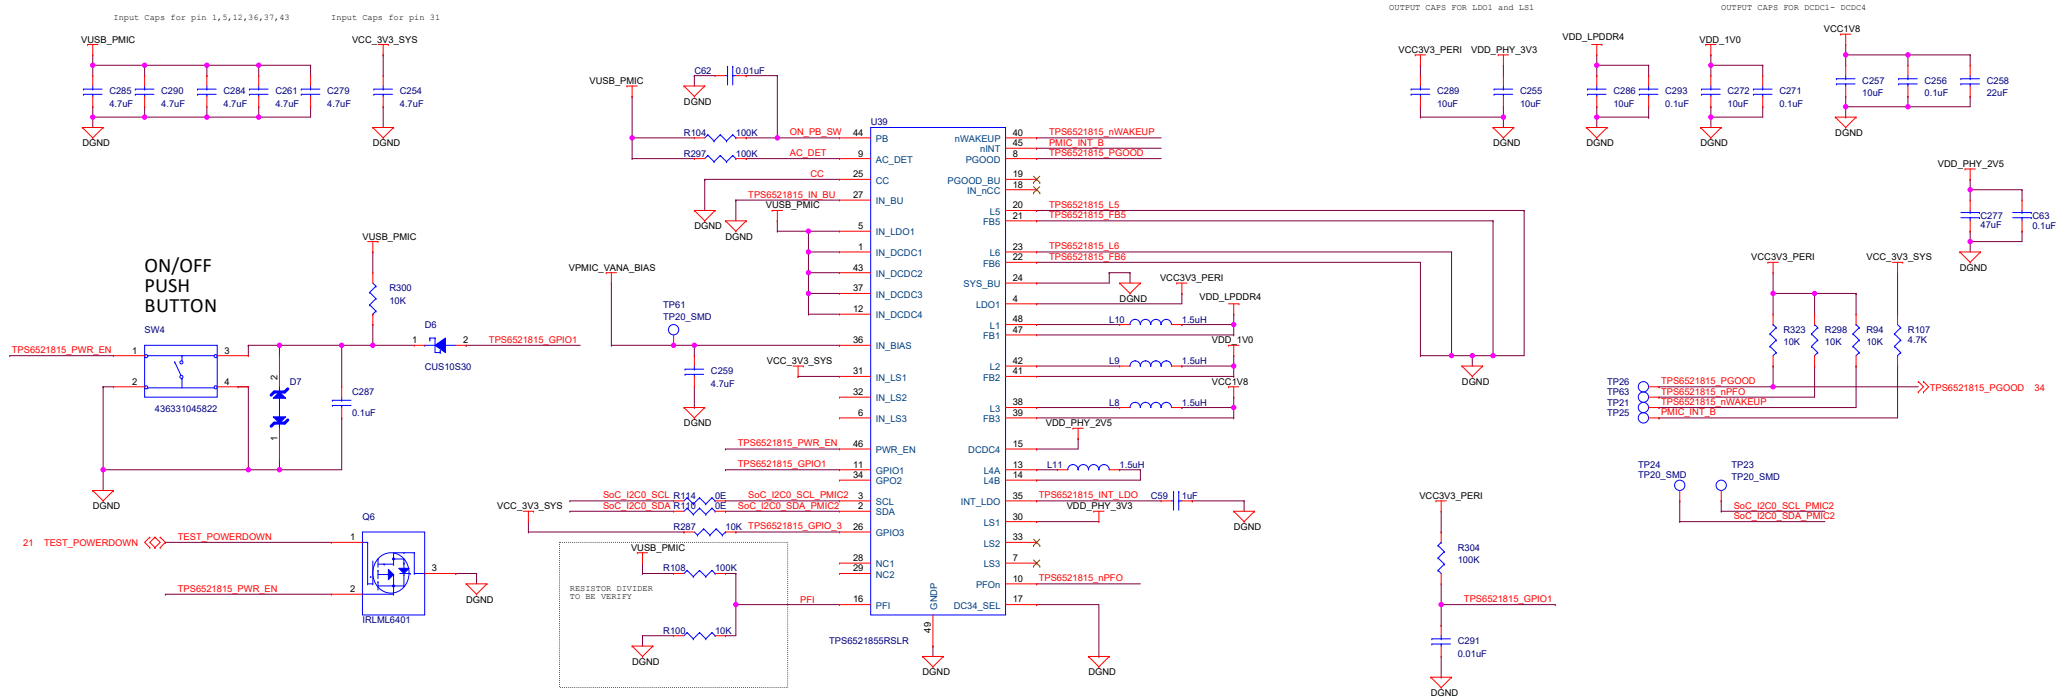 Input Caps for pin 1,5,12,36,37,43
Input Caps for pin 31
VUSB_PMIC
VCC_3V3_SYS
C285
4.7uF
C290
4.7uF
C284
4.7uF
C261
4.7uF
C279
4.7uF
C254
4.7uF
DGND
DGND
OUTPUT CAPS FOR LDO1 and LS1
OUTPUT CAPS FOR DCDC1- DCDC4
VCC3V3_PERI
VDD_PHY_3V3
VDD_LPDDR4
VDD_1V0
VCC1V8
C289
10uF
C255
10uF
C286
10uF
C293
0.1uF
C272
10uF
C271
0.1uF
C257
10uF
C256
0.1uF
C258
22uF
DGND
DGND
DGND
DGND
VDD_PHY_2V5
C277
47uF
C63
0.1uF
DGND
ON/OFF
PUSH
BUTTON
SW4
TPS6521815_PWR_EN
1
2
3
4
436331045822
DGND
VUSB_PMIC
R300
10K
D6
1
2
CUS10S30
TPS6521815_GPIO1
D7
2
1
C287
0.1uF
21 TEST_POWERDOWN
TEST_POWERDOWN
TPS6521815_PWR_EN
Q6
1
2
3
IRLML6401
DGND
VUSB_PMIC
C62
0.01uF
DGND
R104
100K
ON_PB_SW
R297
100K
AC_DET
CC
TPS6521815_IN_BU
VUSB_PMIC
DGND
DGND
VPMIC_VANA_BIAS
TP61
TP20_SMD
VCC_3V3_SYS
C259
4.7uF
DGND
TPS6521815_PWR_EN
TPS6521815_GPIO1
SoC_I2C0_SCL
R114
0E
SoC_I2C0_SCL_PMIC2
SoC_I2C0_SDA
R110
0E
SoC_I2C0_SDA_PMIC2
VCC_3V3_SYS
R287
10K
TPS6521815_GPIO_3
VUSB_PMIC
R108
100K
RESISTOR DIVIDER
TO BE VERIFY
PFI
R100
10K
DGND
U39
44 PB
9 AC_DET
25 CC
27 IN_BU
5 IN_LDO1
1 IN_DCDC1
43 IN_DCDC2
37 IN_DCDC3
12 IN_DCDC4
36 IN_BIAS
31 IN_LS1
32 IN_LS2
6 IN_LS3
46 PWR_EN
11 GPIO1
34 GPO2
3 SCL
2 SDA
26 GPIO3
28 NC1
29 NC2
16 PFI
GNDP
49
TPS6521855RSLR
DGND
nWAKEUP 40 TPS6521815_nWAKEUP
nINT 45 PMIC_INT_B
PGOOD 8 TPS6521815_PGOOD
PGOOD_BU 19
IN_nCC 18
L5 20 TPS6521815_L5
FB5 21 TPS6521815_FB5
L6 23 TPS6521815_L6
FB6 22 TPS6521815_FB6
SYS_BU 24
DGND
VCC3V3_PERI
LDO1 4
VDD_LPDDR4
L1 48 L10 1.5uH
FB1 47
VDD_1V0
L2 42 L9 1.5uH
FB2 41
VCC1V8
L3 38 L8 1.5uH
FB3 39
VDD_PHY_2V5
DCDC4 15
L4A 13 L11 1.5uH
L4B 14
INT_LDO 35 TPS6521815_INT_LDO C59 1uF
DGND
VDD_PHY_3V3
LS1 30
LS2 33
LS3 7
PFOn 10 TPS6521815_nPFO
DC34_SEL 17
DGND
DGND
VCC3V3_PERI
VCC_3V3_SYS
R323
10K
R298
10K
R94
10K
R107
4.7K
TP26 TPS6521815_PGOOD
TP63 TPS6521815_nPFO
TP21 TPS6521815_nWAKEUP
TP25 PMIC_INT_B
TPS6521815_PGOOD 34
TP24
TP20_SMD
TP23
TP20_SMD
SoC_I2C0_SCL_PMIC2
SoC_I2C0_SDA_PMIC2
VCC3V3_PERI
R304
100K
TPS6521815_GPIO1
C291
0.01uF
DGND